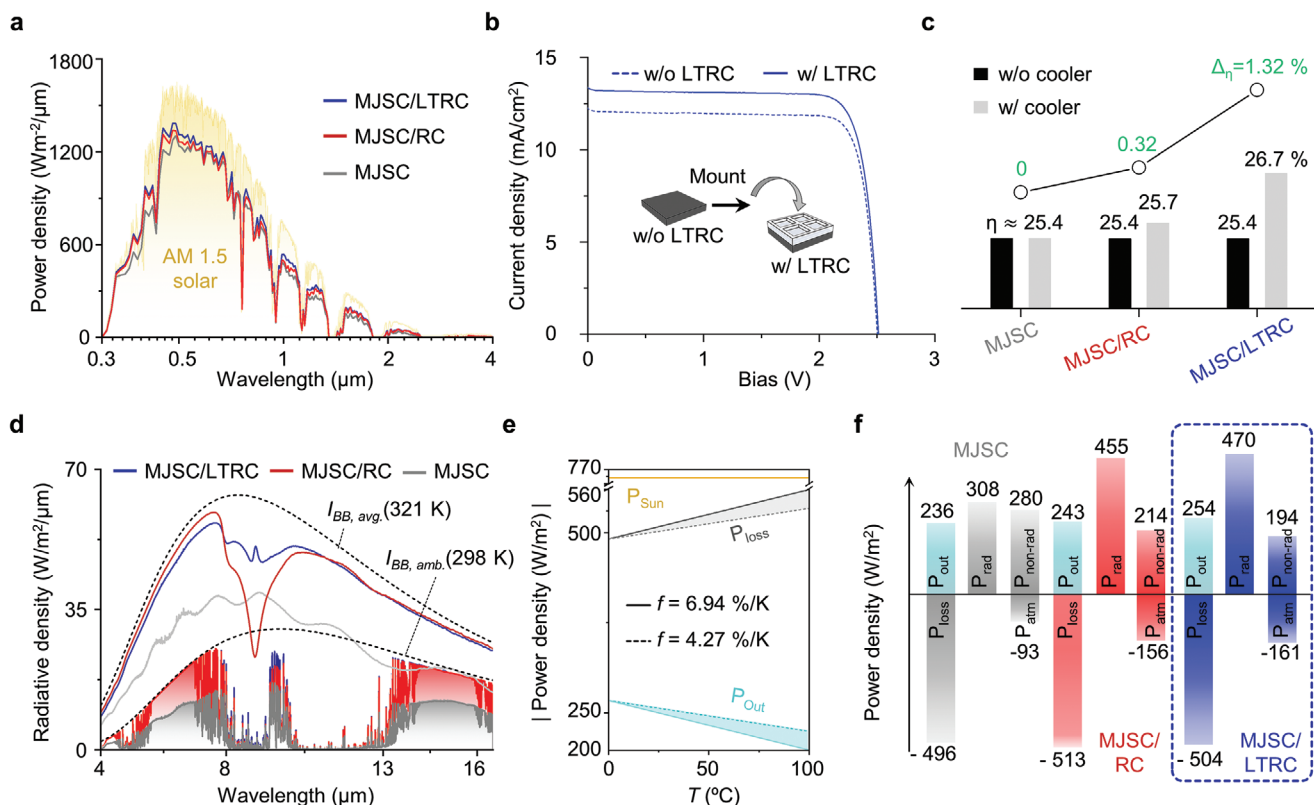 a
1800
1200
600
0
Power density (Wm⁻²/μm)
MJSC/LTRC
MJSC/RC
MJSC
AM 1.5
solar
0.3
0.5
1
2
4
Wavelength (μm)
b
15
10
5
0
Current density (mA/cm²)
w/o LTRC
w/ LTRC
Mount
w/o LTRC
w/ LTRC
0
1
2
3
Bias (V)
c
w/o cooler
w/ cooler
Δη=1.32 %
0.32
0
26.7 %
η ≈ 25.4
25.4
25.7
25.4
MJSC
MJSC/RC
MJSC/LTRC
d
70
35
0
Radiative density (W/m²/μm)
MJSC/LTRC
MJSC/RC
MJSC
I_BB, avg.(321 K)
I_BB, amb.(298 K)
4
8
13
16
Wavelength (μm)
e
770
560
500
250
200
| Power density (W/m²) |
P_Sun
P_loss
f = 6.94 %/K
f = 4.27 %/K
P_Out
0
50
100
T (ºC)
f
Power density (W/m²)
MJSC
236
308
280
243
455
214
254
470
194
P_out
P_rad
P_non-rad
P_out
P_rad
P_non-rad
P_out
P_rad
P_non-rad
P_loss
P_atm
P_loss
P_atm
P_loss
P_atm
- 496
-93
- 513
-156
- 504
-161
MJSC/
RC
MJSC/
LTRC